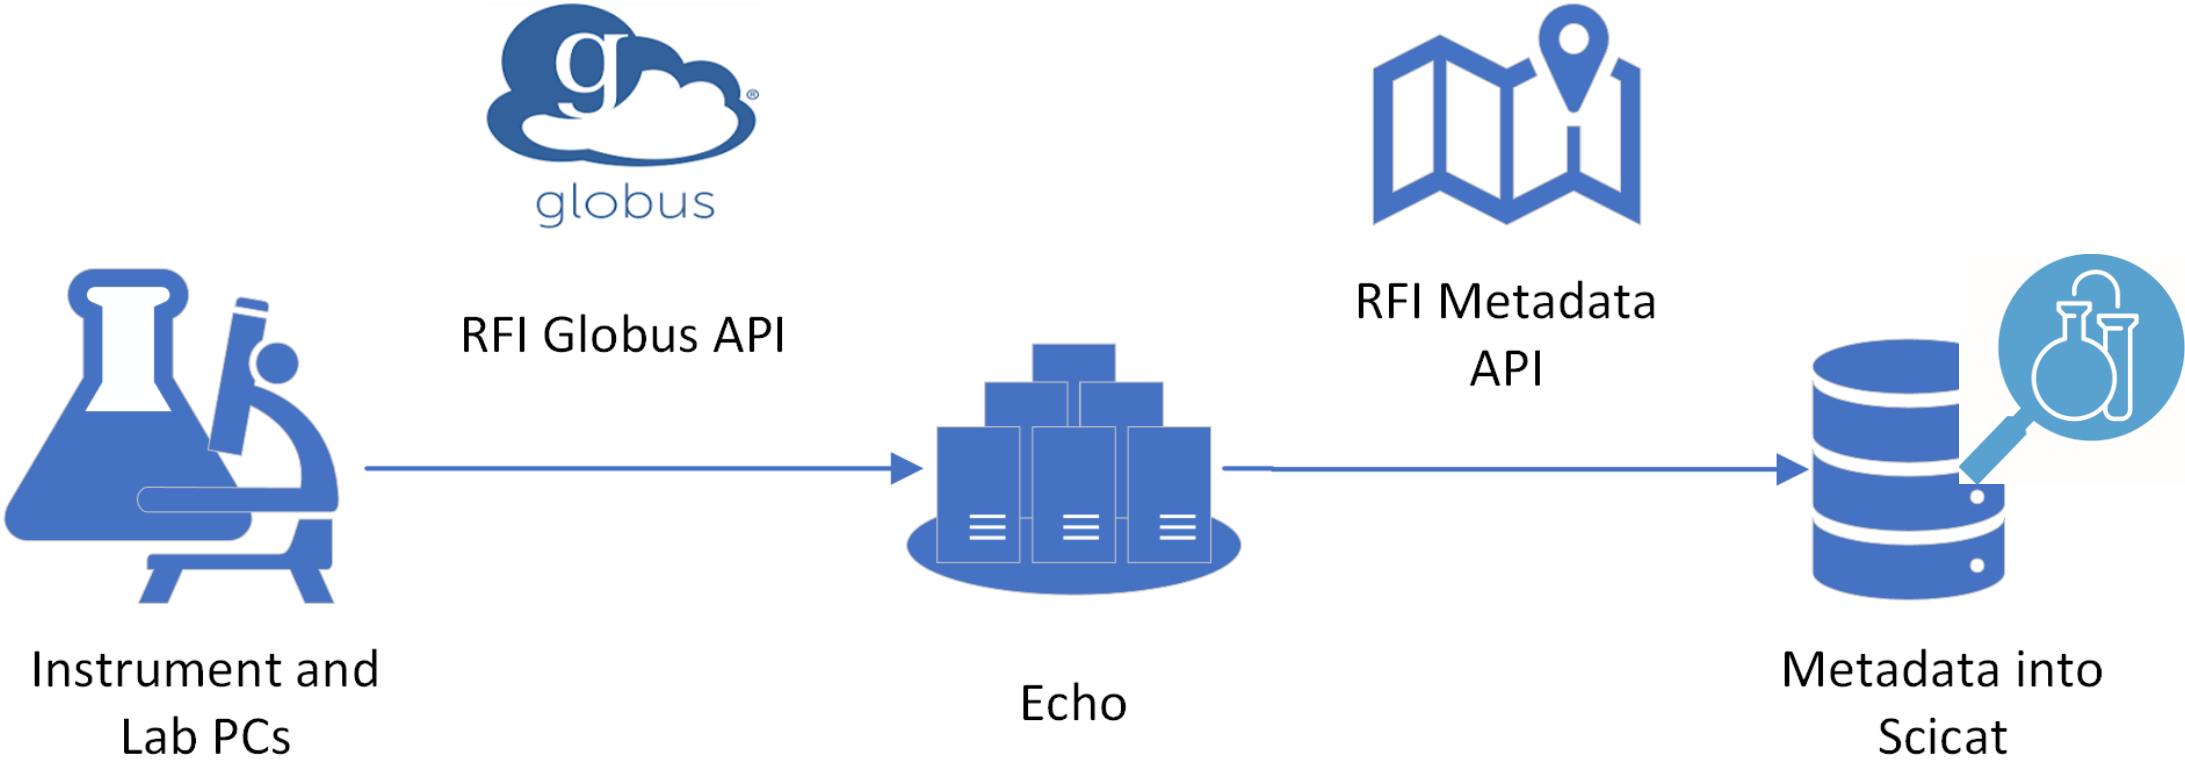 g
®
globus
RFI Globus API
RFI Metadata
API
Instrument and
Lab PCs
Echo
Metadata into
Scicat